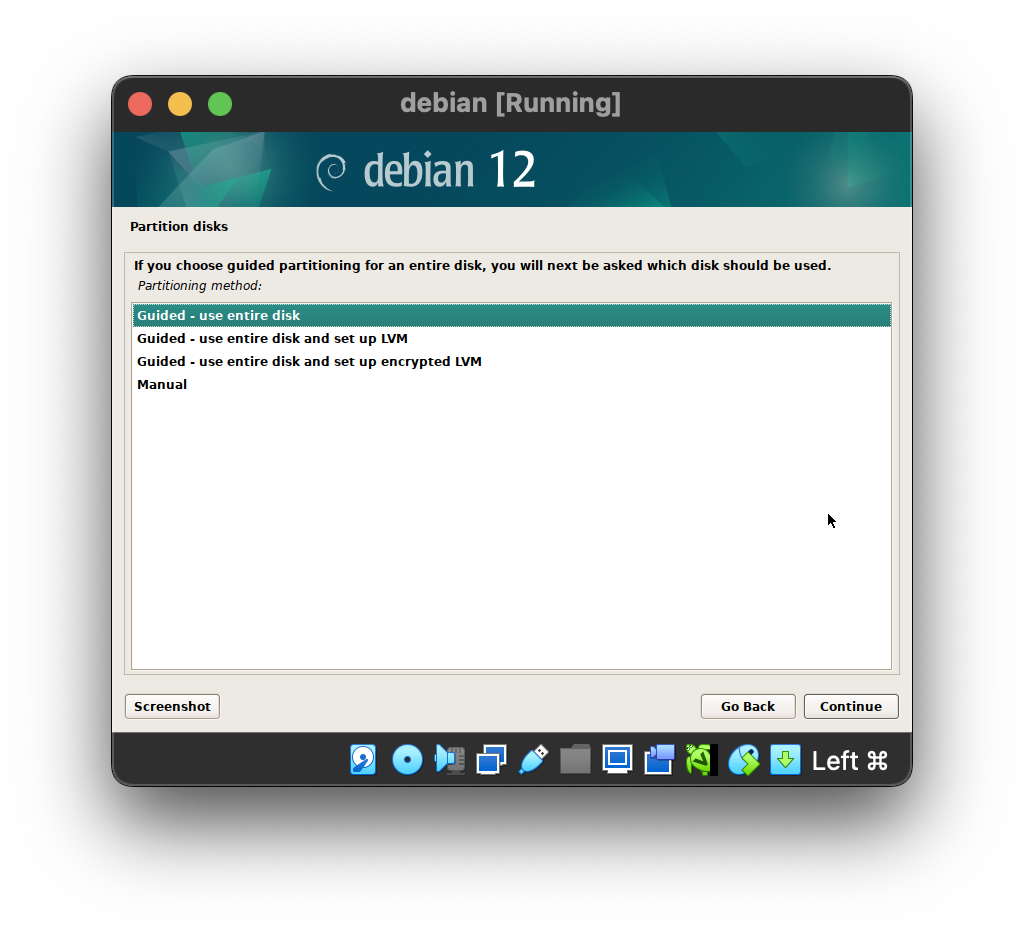 debian [Running]
debian 12
Partition disks
If you choose guided partitioning for an entire disk, you will next be asked which disk should be used.
Partitioning method:
Guided - use entire disk
Guided - use entire disk and set up LVM
Guided - use entire disk and set up encrypted LVM
Manual
Screenshot
Go Back
Continue
Left ⌘